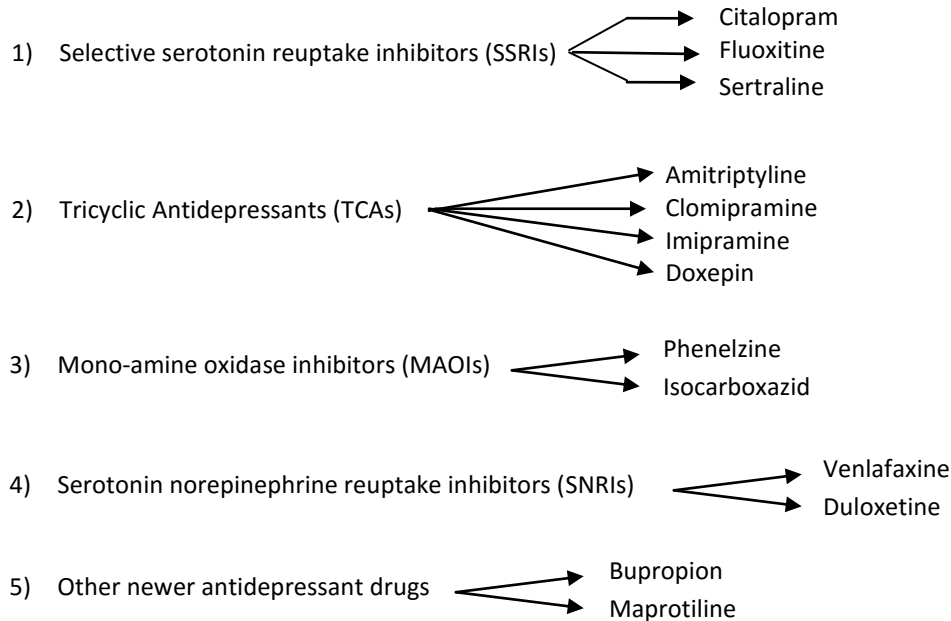 1) Selective serotonin reuptake inhibitors (SSRIs)
Citalopram
Fluoxitine
Sertraline
2) Tricyclic Antidepressants (TCAs)
Amitriptyline
Clomipramine
Imipramine
Doxepin
3) Mono-amine oxidase inhibitors (MAOIs)
Phenelzine
Isocarboxazid
4) Serotonin norepinephrine reuptake inhibitors (SNRIs)
Venlafaxine
Duloxetine
5) Other newer antidepressant drugs
Bupropion
Maprotiline